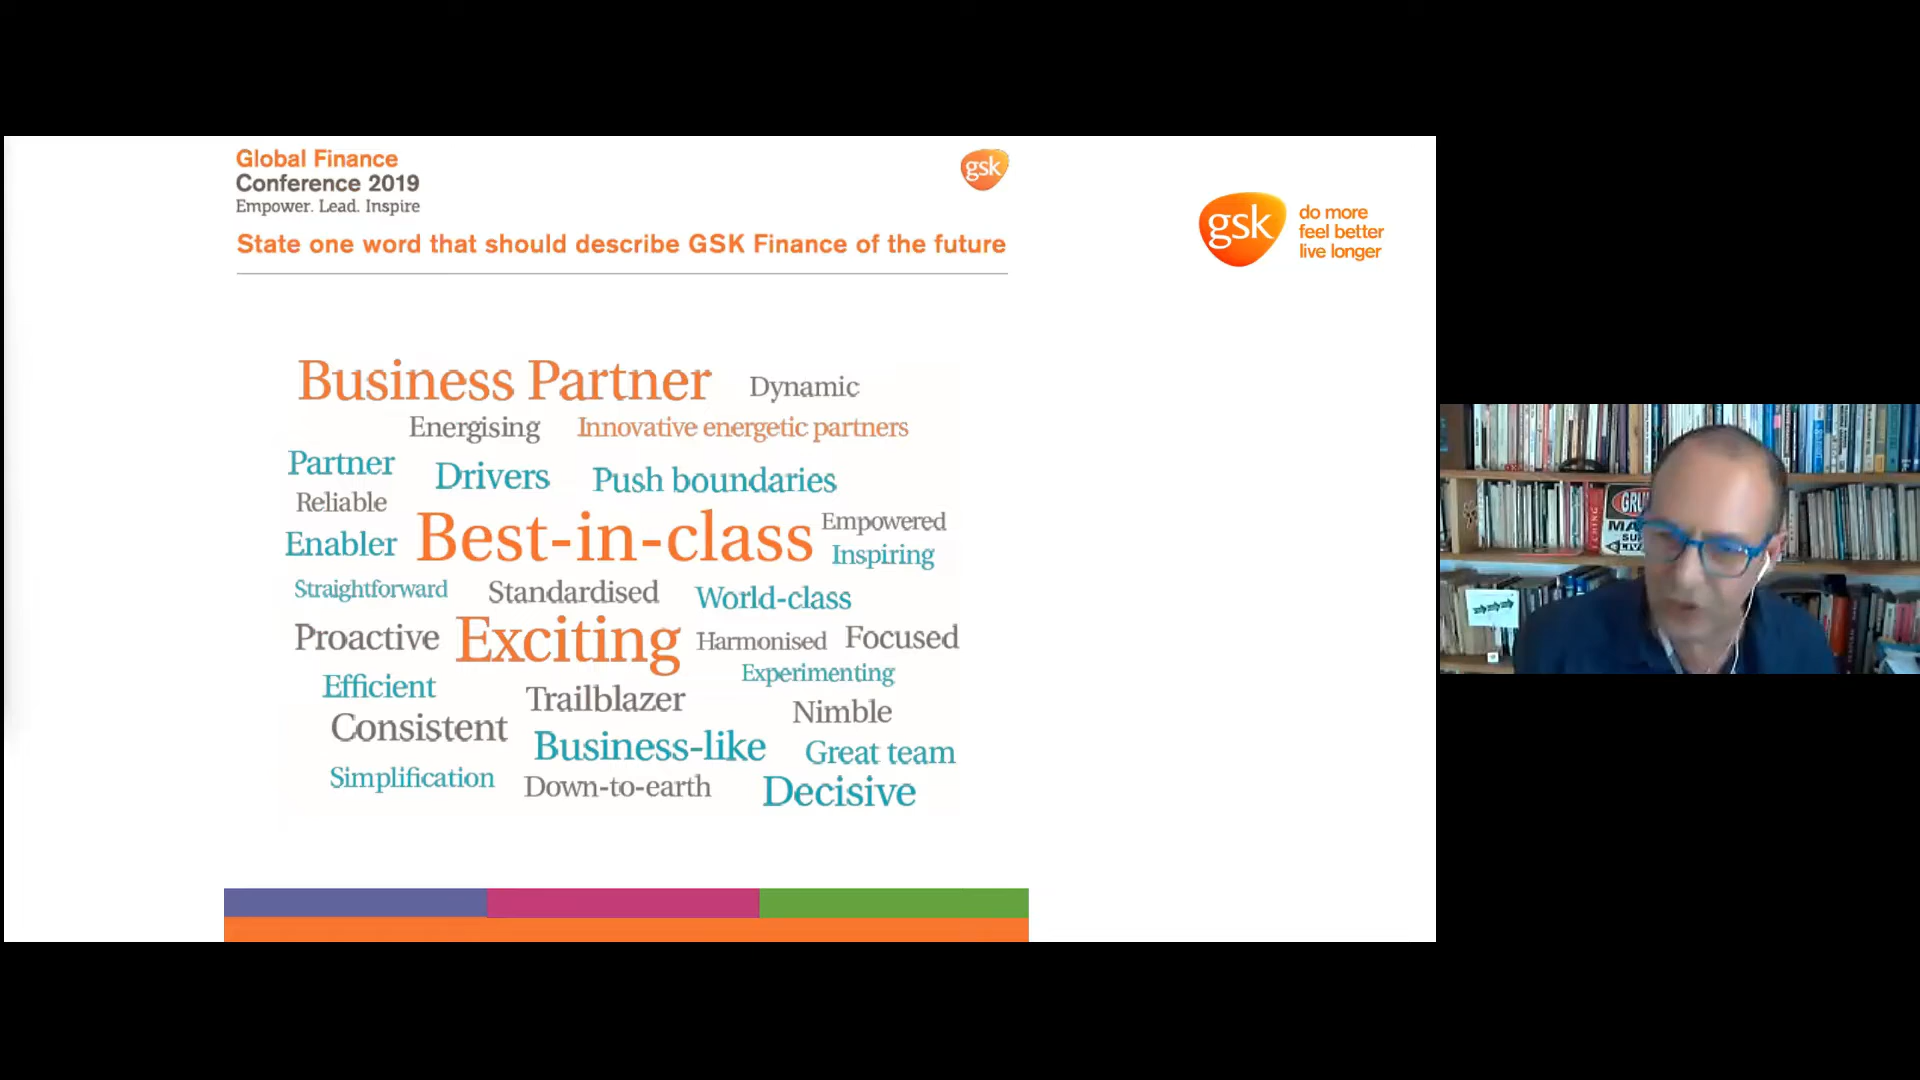 Global Finance
Conference 2019
Empower. Lead. Inspire
gsk
State one word that should describe GSK Finance of the future
gsk
do more
feel better
live longer
Business Partner
Dynamic
Energising
Innovative energetic partners
Partner
Drivers
Push boundaries
Reliable
Best-in-class
Empowered
Enabler
Inspiring
Straightforward
Standardised
World-class
Proactive
Exciting
Harmonised
Focused
Experimenting
Efficient
Trailblazer
Nimble
Consistent
Business-like
Great team
Simplification
Down-to-earth
Decisive